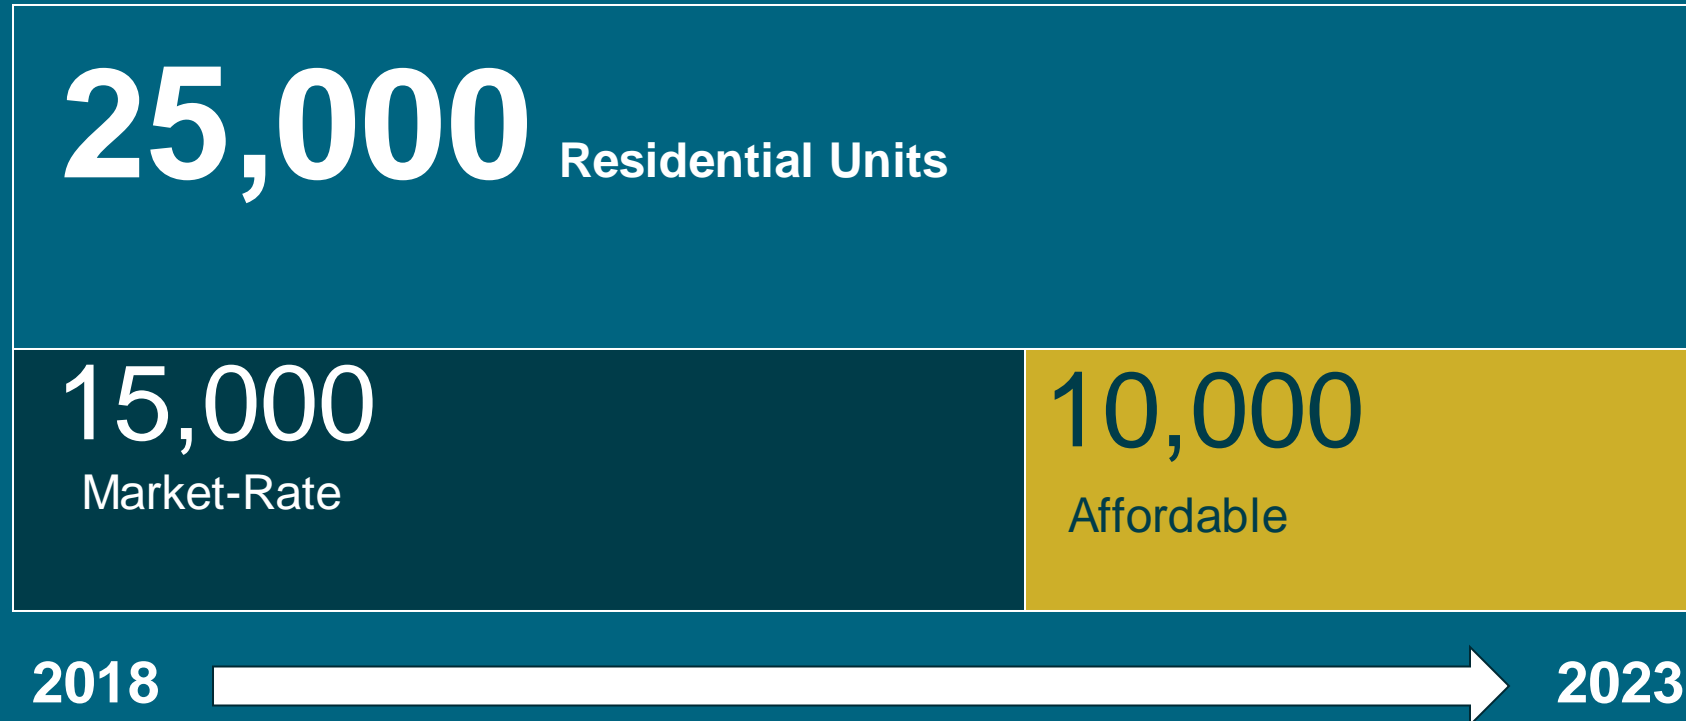 25,000 Residential Units
15,000
Market-Rate
10,000
Affordable
2018
2023